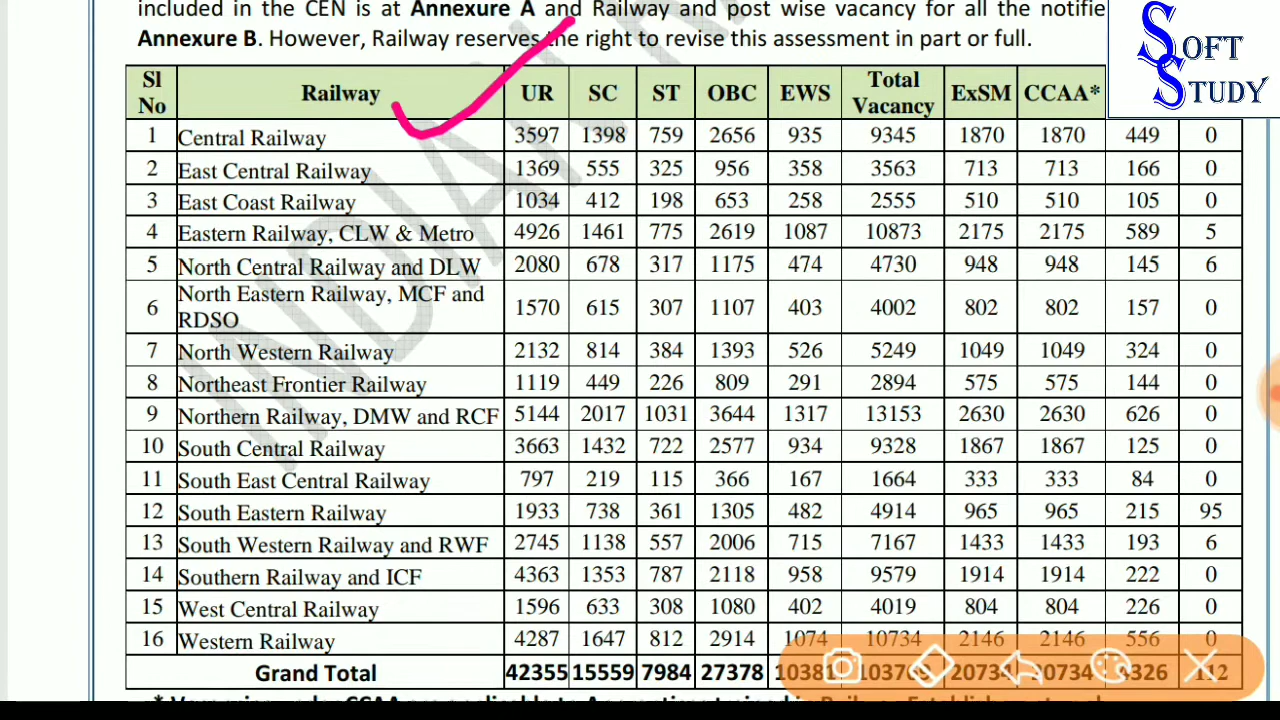 included in the CEN is at Annexure A and Railway and post wise vacancy for all the notifie
Annexure B. However, Railway reserves the right to revise this assessment in part or full.
SOFT
STUDY
Sl No Railway UR SC ST OBC EWS Total Vacancy ExSM CCAA*
1 Central Railway 3597 1398 759 2656 935 9345 1870 1870 449 0
2 East Central Railway 1369 555 325 956 358 3563 713 713 166 0
3 East Coast Railway 1034 412 198 653 258 2555 510 510 105 0
4 Eastern Railway, CLW & Metro 4926 1461 775 2619 1087 10873 2175 2175 589 5
5 North Central Railway and DLW 2080 678 317 1175 474 4730 948 948 145 6
6 North Eastern Railway, MCF and RDSO 1570 615 307 1107 403 4002 802 802 157 0
7 North Western Railway 2132 814 384 1393 526 5249 1049 1049 324 0
8 Northeast Frontier Railway 1119 449 226 809 291 2894 575 575 144 0
9 Northern Railway, DMW and RCF 5144 2017 1031 3644 1317 13153 2630 2630 626 0
10 South Central Railway 3663 1432 722 2577 934 9328 1867 1867 125 0
11 South East Central Railway 797 219 115 366 167 1664 333 333 84 0
12 South Eastern Railway 1933 738 361 1305 482 4914 965 965 215 95
13 South Western Railway and RWF 2745 1138 557 2006 715 7167 1433 1433 193 6
14 Southern Railway and ICF 4363 1353 787 2118 958 9579 1914 1914 222 0
15 West Central Railway 1596 633 308 1080 402 4019 804 804 226 0
16 Western Railway 4287 1647 812 2914 1074 10734 2146 2146 556 0
Grand Total 42355 15559 7984 27378 10381 20734